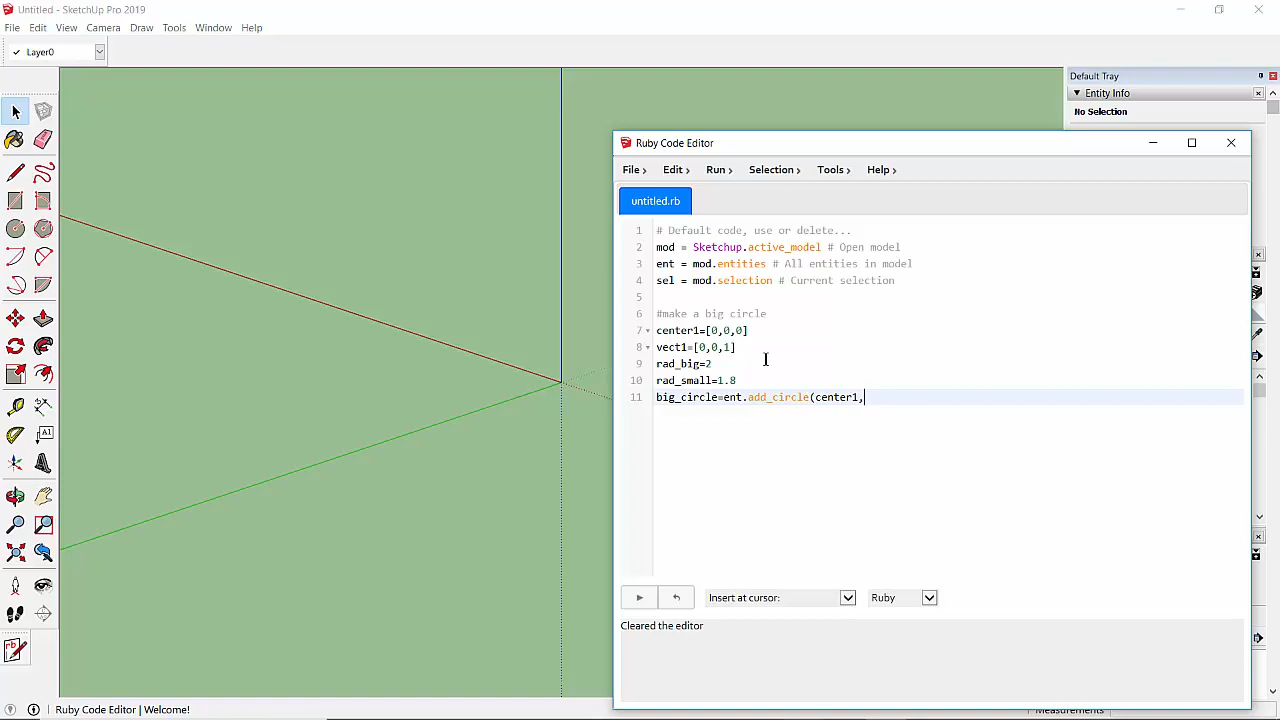 Untitled - SketchUp Pro 2019
File Edit View Camera Draw Tools Window Help
Layer0
Default Tray
Entity Info
No Selection
Ruby Code Editor
File Edit Run Selection Tools Help
untitled.rb
1 # Default code, use or delete...
2 mod = Sketchup.active_model # Open model
3 ent = mod.entities # All entities in model
4 sel = mod.selection # Current selection
5
6 #make a big circle
7 center1=[0,0,0]
8 vect1=[0,0,1]
9 rad_big=2
10 rad_small=1.8
11 big_circle=ent.add_circle(center1,
Insert at cursor: Ruby
Cleared the editor
Ruby Code Editor | Welcome!
Measurements